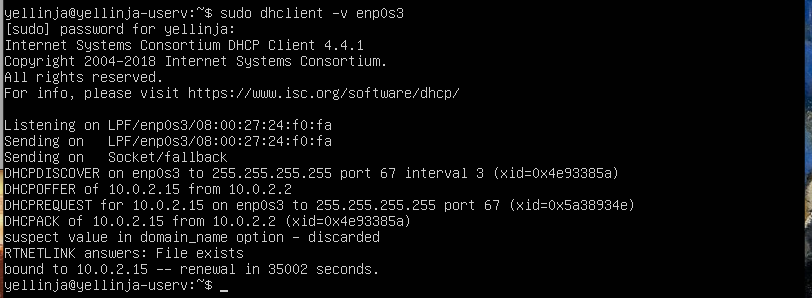 yellinja@yellinja-userv:~$ sudo dhclient -v enp0s3
[sudo] password for yellinja:
Internet Systems Consortium DHCP Client 4.4.1
Copyright 2004-2018 Internet Systems Consortium.
All rights reserved.
For info, please visit https://www.isc.org/software/dhcp/

Listening on LPF/enp0s3/08:00:27:24:f0:fa
Sending on   LPF/enp0s3/08:00:27:24:f0:fa
Sending on   Socket/fallback
DHCPDISCOVER on enp0s3 to 255.255.255.255 port 67 interval 3 (xid=0x4e93385a)
DHCPOFFER of 10.0.2.15 from 10.0.2.2
DHCPREQUEST for 10.0.2.15 on enp0s3 to 255.255.255.255 port 67 (xid=0x5a38934e)
DHCPACK of 10.0.2.15 from 10.0.2.2 (xid=0x4e93385a)
suspect value in domain_name option - discarded
RTNETLINK answers: File exists
bound to 10.0.2.15 -- renewal in 35002 seconds.
yellinja@yellinja-userv:~$ _